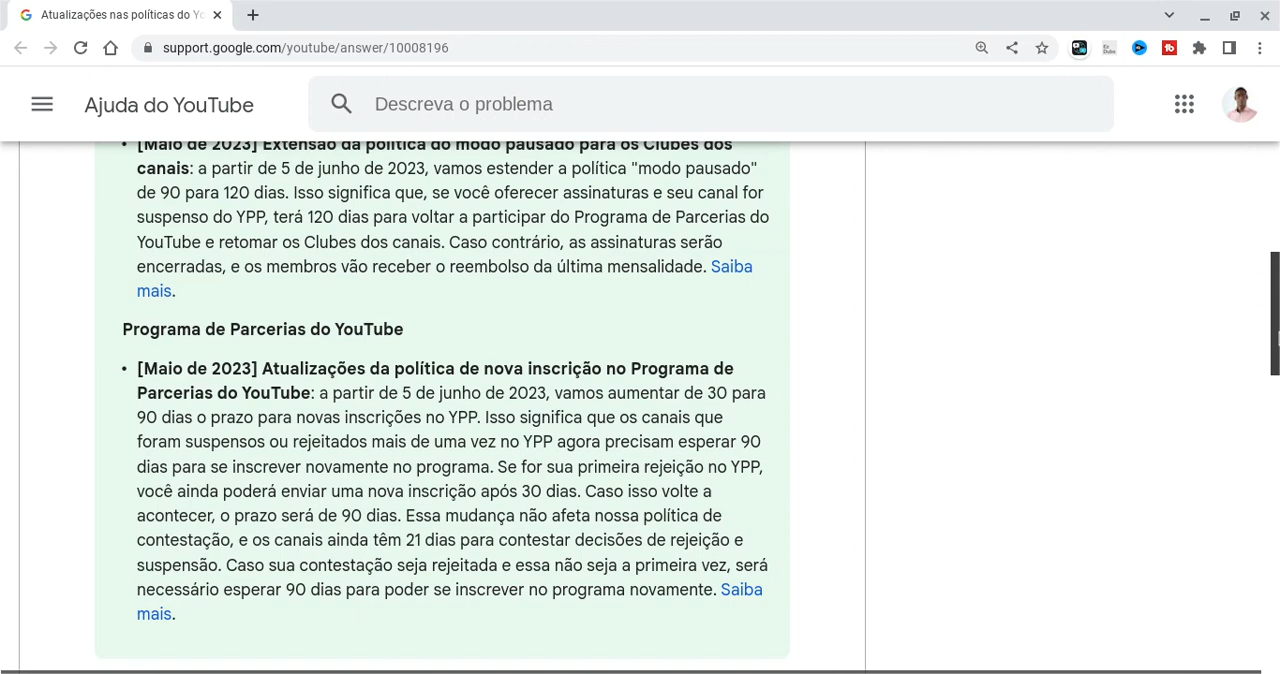 Atualizações nas políticas do Yo
support.google.com/youtube/answer/10008196
Ajuda do YouTube
Descreva o problema
• [Maio de 2023] Extensão da política do modo pausado para os Clubes dos
canais: a partir de 5 de junho de 2023, vamos estender a política "modo pausado"
de 90 para 120 dias. Isso significa que, se você oferecer assinaturas e seu canal for
suspenso do YPP, terá 120 dias para voltar a participar do Programa de Parcerias do
YouTube e retomar os Clubes dos canais. Caso contrário, as assinaturas serão
encerradas, e os membros vão receber o reembolso da última mensalidade. Saiba
mais.
Programa de Parcerias do YouTube
• [Maio de 2023] Atualizações da política de nova inscrição no Programa de
Parcerias do YouTube: a partir de 5 de junho de 2023, vamos aumentar de 30 para
90 dias o prazo para novas inscrições no YPP. Isso significa que os canais que
foram suspensos ou rejeitados mais de uma vez no YPP agora precisam esperar 90
dias para se inscrever novamente no programa. Se for sua primeira rejeição no YPP,
você ainda poderá enviar uma nova inscrição após 30 dias. Caso isso volte a
acontecer, o prazo será de 90 dias. Essa mudança não afeta nossa política de
contestação, e os canais ainda têm 21 dias para contestar decisões de rejeição e
suspensão. Caso sua contestação seja rejeitada e essa não seja a primeira vez, será
necessário esperar 90 dias para poder se inscrever no programa novamente. Saiba
mais.